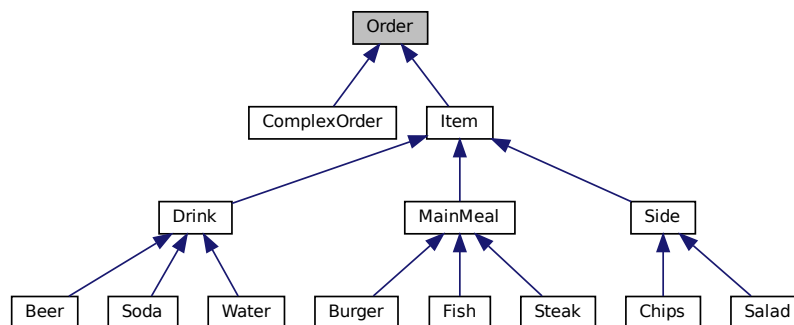 Order
ComplexOrder
Item
Drink
MainMeal
Side
Beer
Soda
Water
Burger
Fish
Steak
Chips
Salad